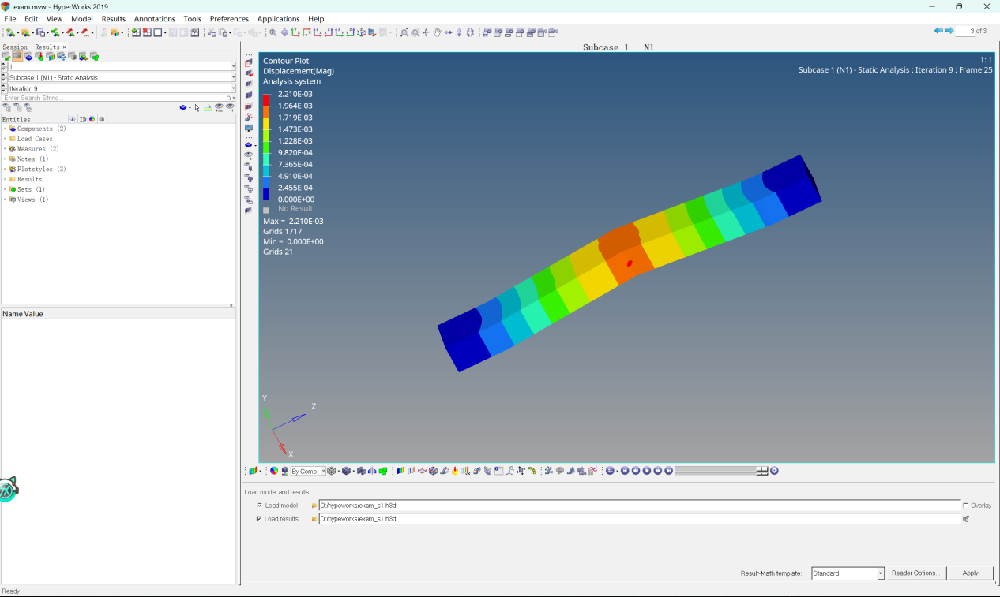 exam.mvw - HyperWorks 2019
File Edit View Model Results Annotations Tools Preferences Applications Help
3 of 3
Session Results ×
1
Subcase 1 (N1) - Static Analysis
Iteration 9
Enter Search String...
Entities ID
Components (2)
Load Cases
Measures (2)
Notes (1)
Plotstyles (3)
Results
Sets (1)
Views (1)
Name Value
Subcase 1 - N1
Contour Plot
Displacement(Mag)
Analysis system
1: 1
Subcase 1 (N1) - Static Analysis : Iteration 9 : Frame 25
2.210E-03
1.964E-03
1.719E-03
1.473E-03
1.228E-03
9.820E-04
7.365E-04
4.910E-04
2.455E-04
0.000E+00
No Result
Max = 2.210E-03
Grids 1717
Min = 0.000E+00
Grids 21
Y
Z
X
By Comp
Load model and results:
Load model D:/hypeworks/exam_s1.h3d Overlay
Load results D:/hypeworks/exam_s1.h3d
Result-Math template: Standard Reader Options... Apply
Ready